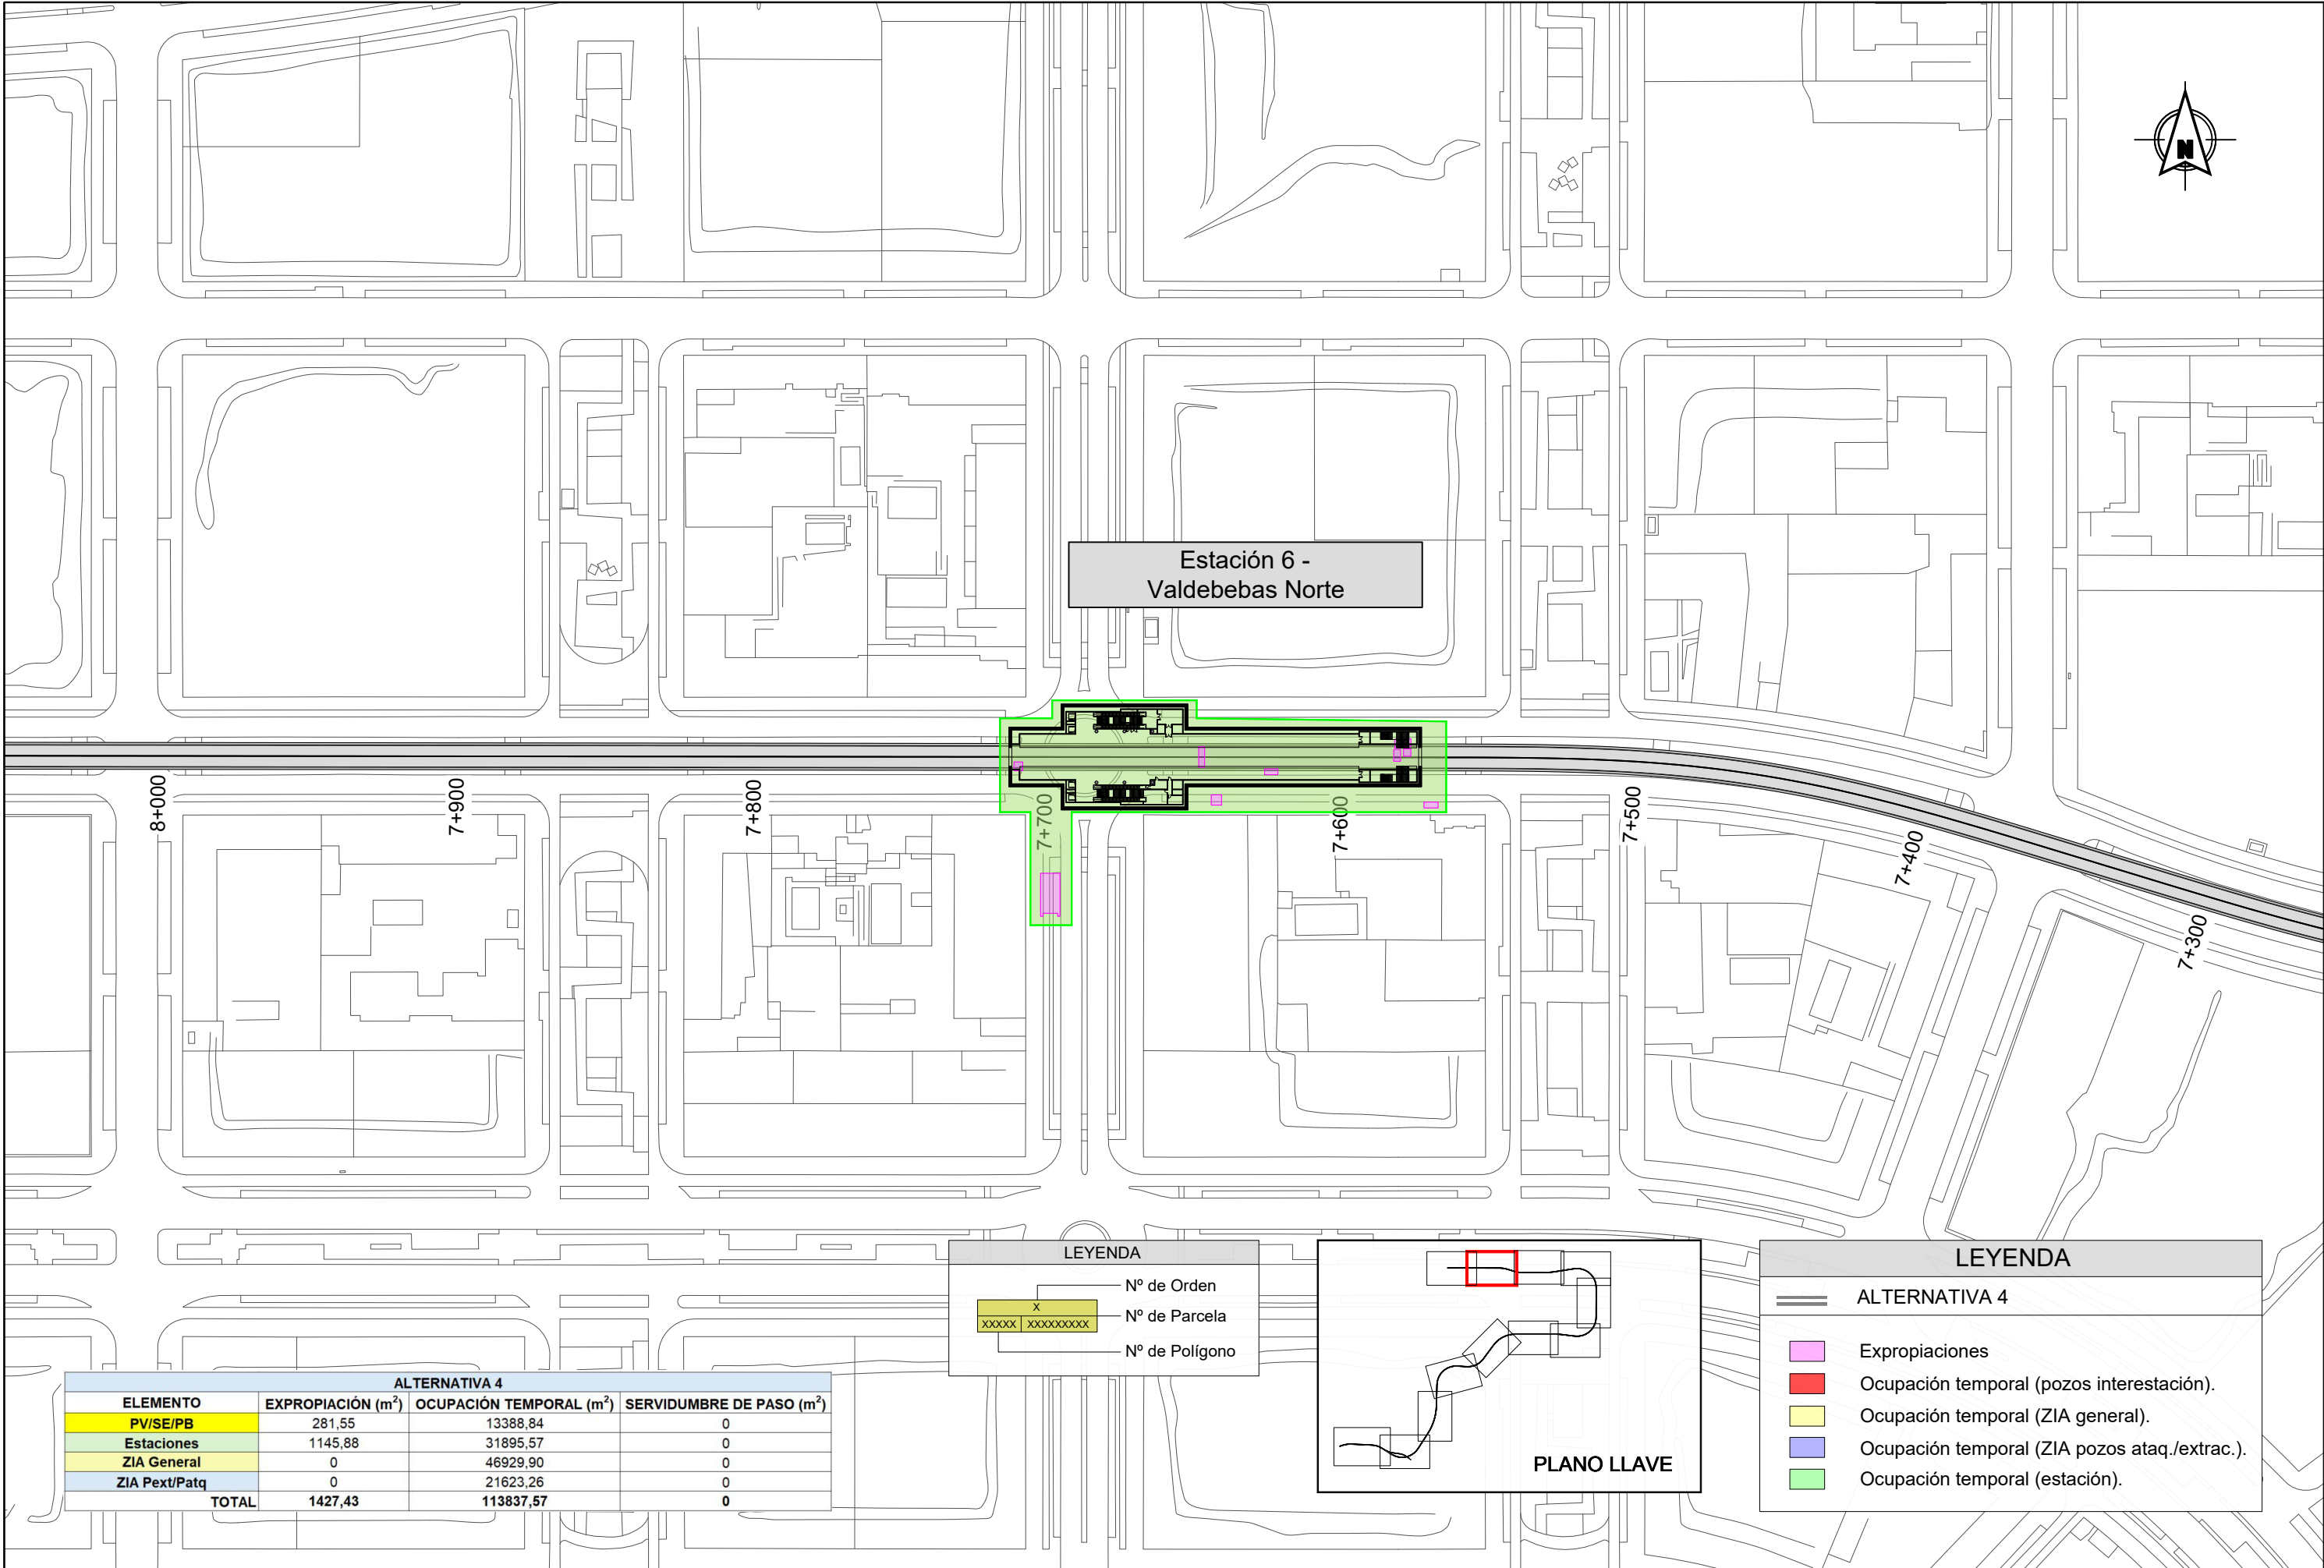 N
Estación 6 -
Valdebebas Norte
8+000
7+900
7+800
7+700
7+600
7+500
7+400
7+300
LEYENDA
Nº de Orden
X
Nº de Parcela
XXXXX XXXXXXXXX
Nº de Polígono
PLANO LLAVE
LEYENDA
ALTERNATIVA 4
Expropiaciones
Ocupación temporal (pozos interestación).
Ocupación temporal (ZIA general).
Ocupación temporal (ZIA pozos ataq./extrac.).
Ocupación temporal (estación).
ALTERNATIVA 4
ELEMENTO EXPROPIACIÓN (m²) OCUPACIÓN TEMPORAL (m²) SERVIDUMBRE DE PASO (m²)
PV/SE/PB 281,55 13388,84 0
Estaciones 1145,88 31895,57 0
ZIA General 0 46929,90 0
ZIA Pext/Patq 0 21623,26 0
TOTAL 1427,43 113837,57 0